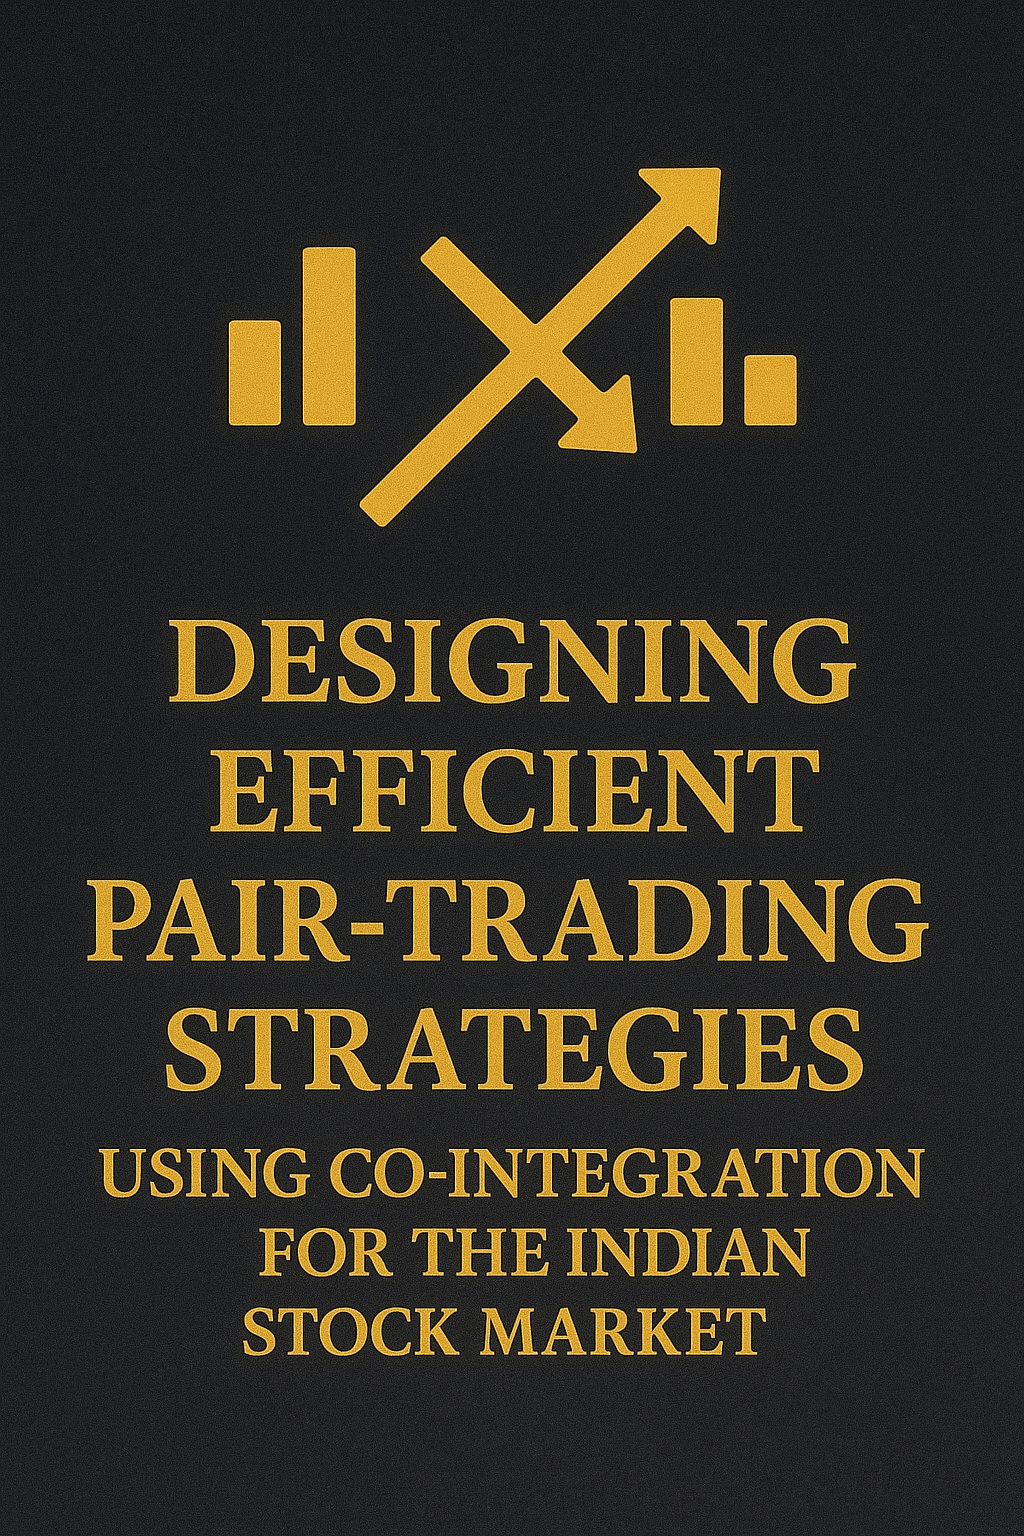 DESIGNING
EFFICIENT
PAIR-TRADING
STRATEGIES
USING CO-INTEGRATION
FOR THE INDIAN
STOCK MARKET